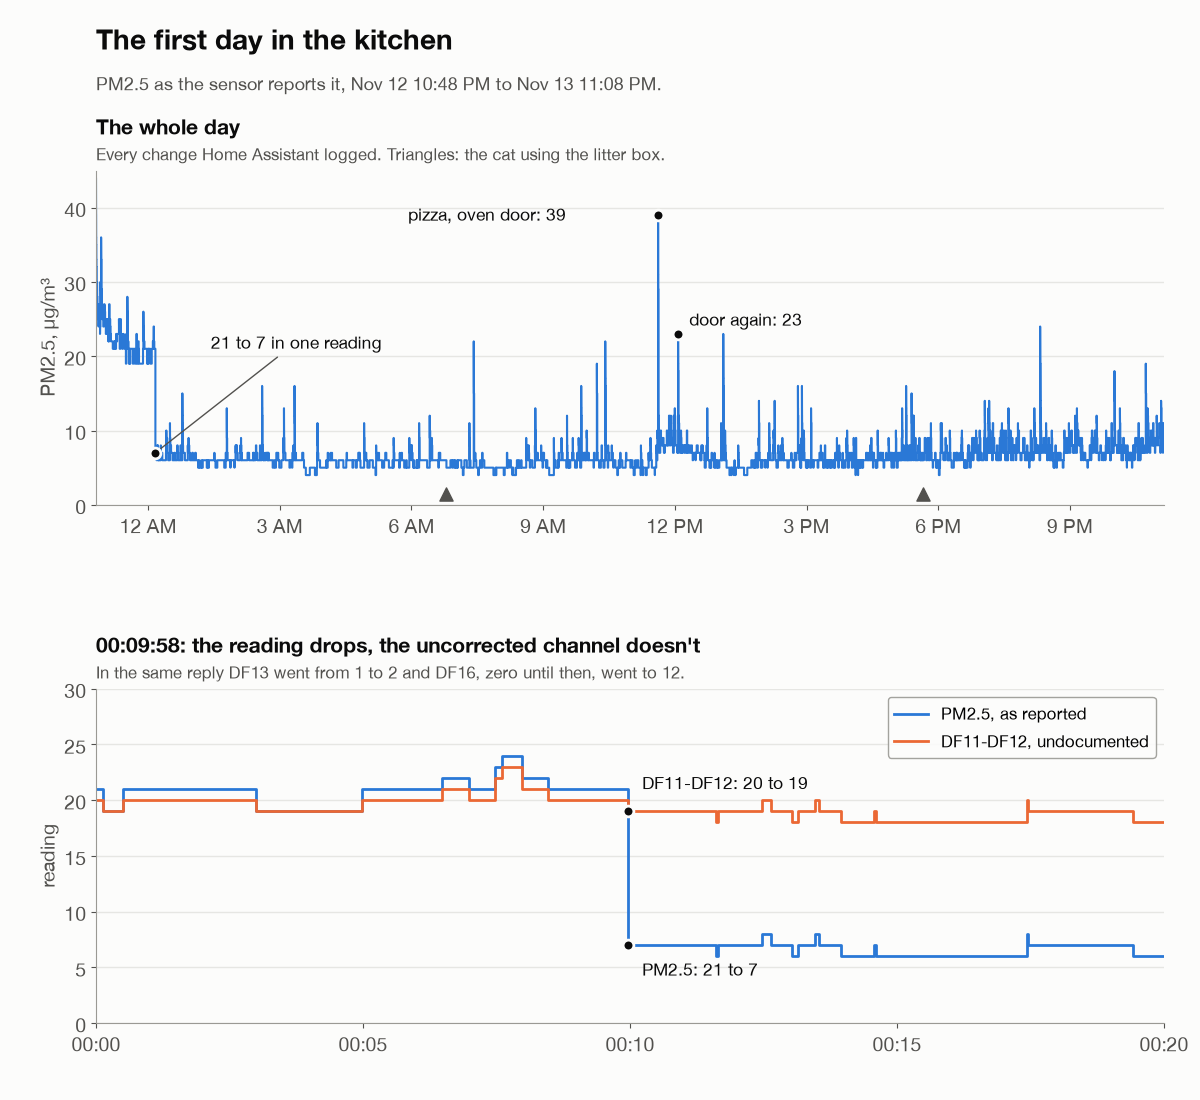 The first day in the kitchen
PM2.5 as the sensor reports it, Nov 12 10:48 PM to Nov 13 11:08 PM.
The whole day
Every change Home Assistant logged. Triangles: the cat using the litter box.
PM2.5, µg/m³
40
30
20
10
0
pizza, oven door: 39
door again: 23
21 to 7 in one reading
12 AM
3 AM
6 AM
9 AM
12 PM
3 PM
6 PM
9 PM
00:09:58: the reading drops, the uncorrected channel doesn't
In the same reply DF13 went from 1 to 2 and DF16, zero until then, went to 12.
reading
30
25
20
15
10
5
0
PM2.5, as reported
DF11-DF12, undocumented
DF11-DF12: 20 to 19
PM2.5: 21 to 7
00:00
00:05
00:10
00:15
00:20